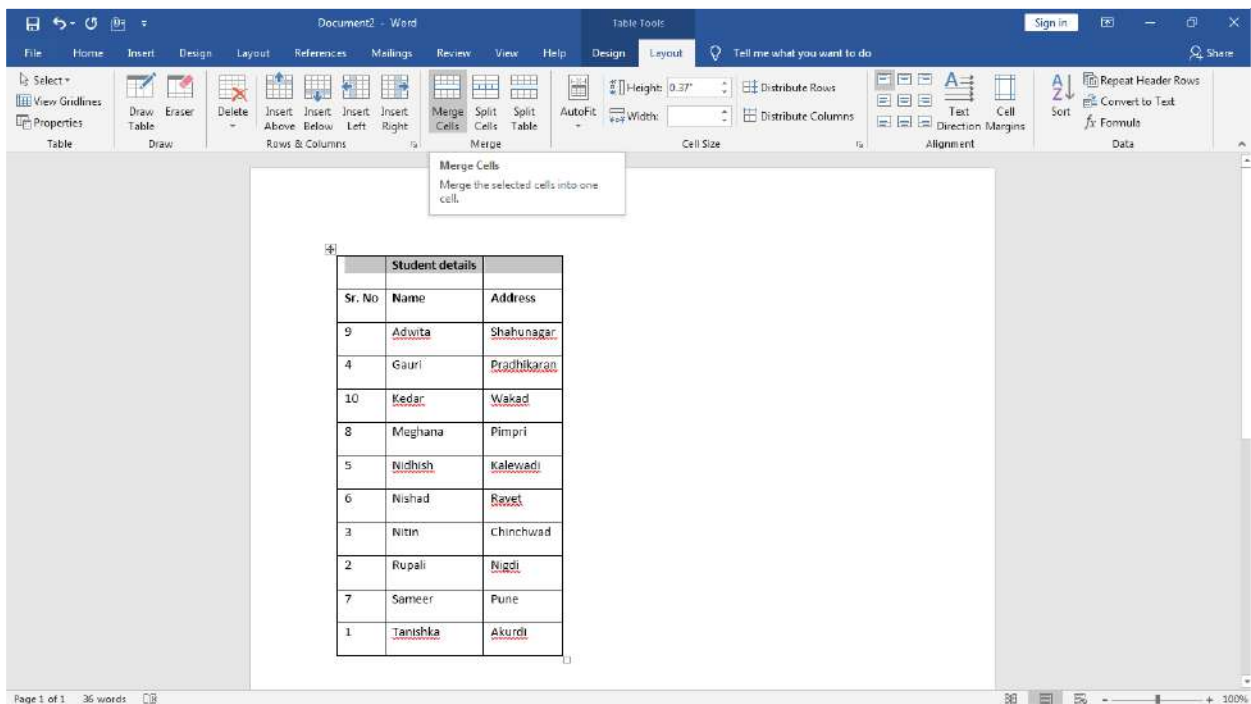 Document2 - Word
Table Tools
Sign in
File Home Insert Design Layout References Mailings Review View Help Design Layout Tell me what you want to do Share
Select
View Gridlines
Properties
Table
Draw Table
Eraser
Draw
Delete
Insert Above
Insert Below
Insert Left
Insert Right
Rows & Columns
Merge Cells
Split Cells
Split Table
Merge
AutoFit
Height: 0.37"
Width:
Distribute Rows
Distribute Columns
Cell Size
Text Direction
Cell Margins
Alignment
Sort
Repeat Header Rows
Convert to Text
fx Formula
Data
Merge Cells
Merge the selected cells into one
cell.
Student details
Sr. No Name Address
9 Adwita Shahunagar
4 Gauri Pradhikaran
10 Kedar Wakad
8 Meghana Pimpri
5 Nidhish Kalewadi
6 Nishad Ravet
3 Nitin Chinchwad
2 Rupali Nigdi
7 Sameer Pune
1 Tanishka Akurdi
Page 1 of 1 36 words
100%